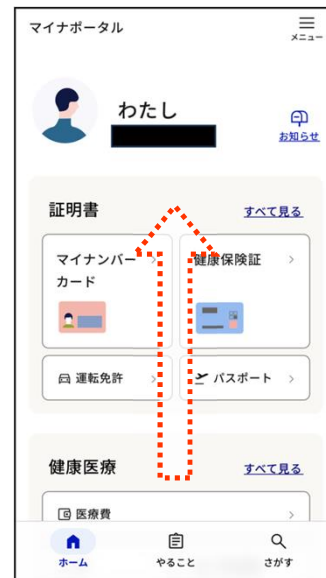 マイナポータル
メニュー
わたし
お知らせ
証明書
すべて見る
マイナンバーカード
健康保険証
運転免許
パスポート
健康医療
すべて見る
医療費
ホーム
やること
さがす